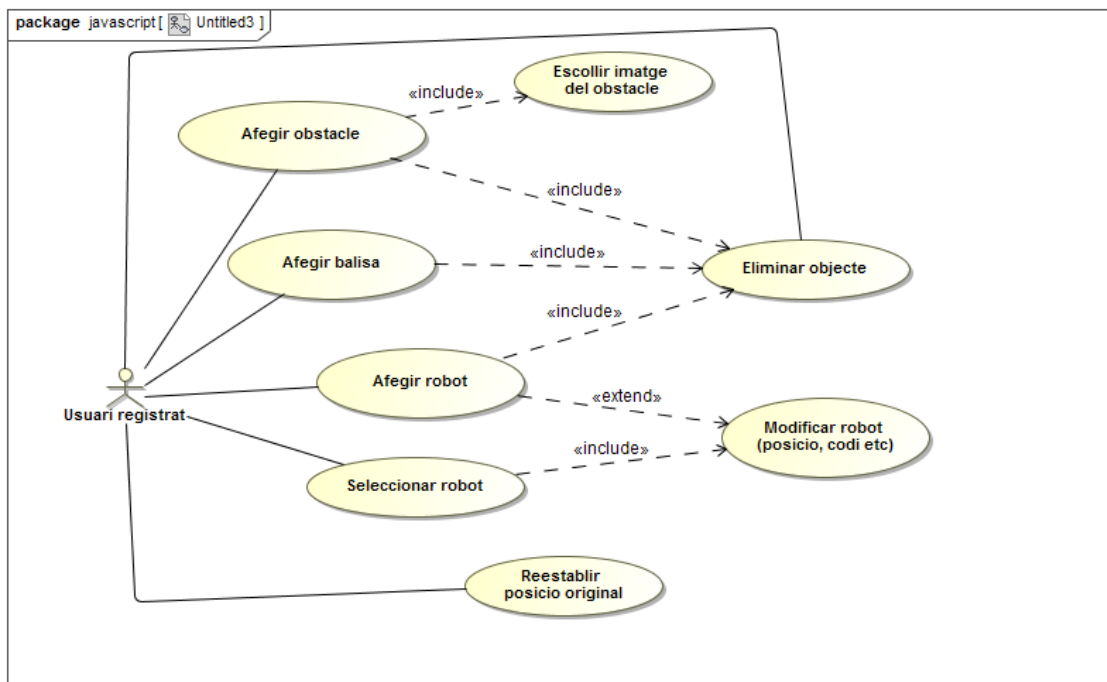 package javascript [ Untitled3 ]
Escollir imatge
del obstacle
«include»
Afegir obstacle
«include»
Afegir balisa
«include»
Eliminar objecte
«include»
Afegir robot
«extend»
Usuari registrat
Modificar robot
(posicio, codi etc)
«include»
Seleccionar robot
Reestablir
posicio original